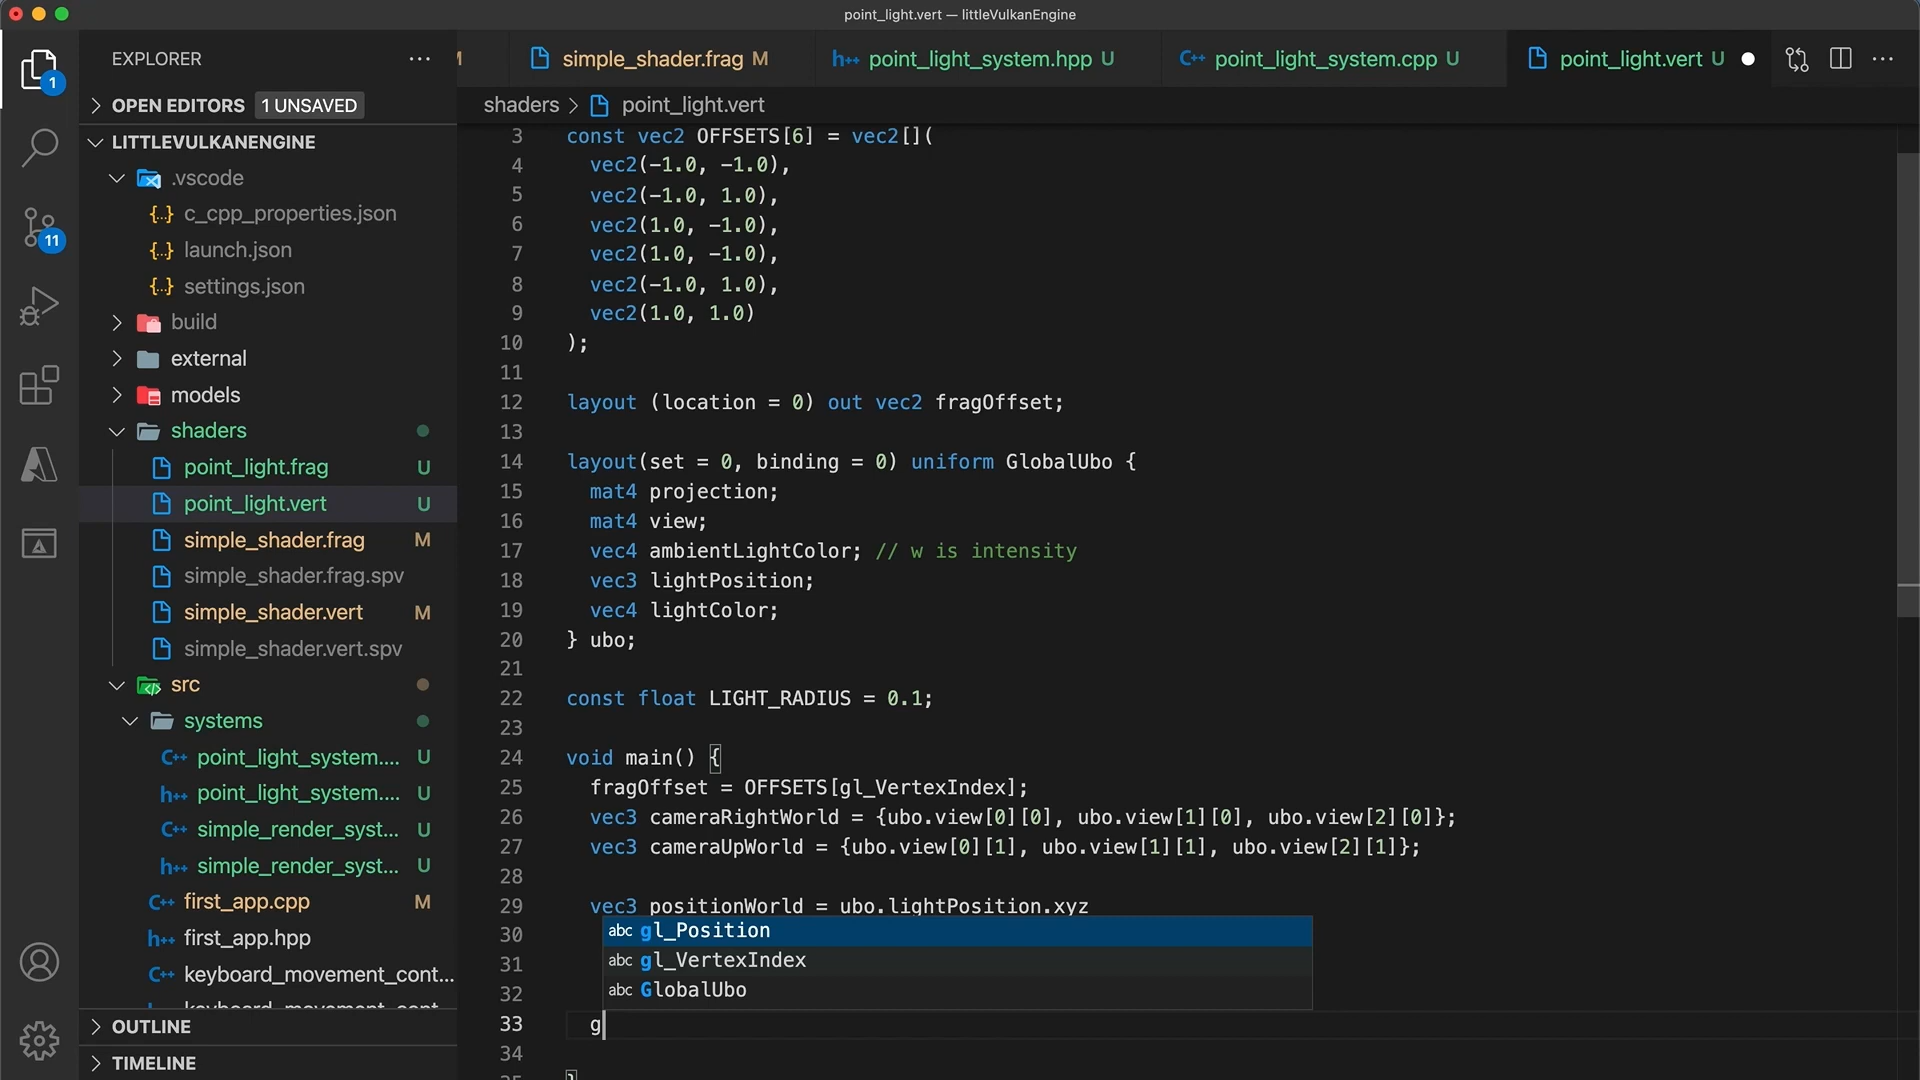 point_light.vert — littleVulkanEngine
EXPLORER
simple_shader.frag M
h++ point_light_system.hpp U
C++ point_light_system.cpp U
point_light.vert U
1
OPEN EDITORS 1 UNSAVED
shaders > point_light.vert
LITTLEVULKANENGINE
.vscode
{..} c_cpp_properties.json
{..} launch.json
{..} settings.json
11
build
external
models
shaders
point_light.frag U
point_light.vert U
simple_shader.frag M
simple_shader.frag.spv
simple_shader.vert M
simple_shader.vert.spv
src
systems
C++ point_light_system.... U
h++ point_light_system.... U
C++ simple_render_syst... U
h++ simple_render_syst... U
C++ first_app.cpp M
h++ first_app.hpp
C++ keyboard_movement_cont...
OUTLINE
TIMELINE
3 const vec2 OFFSETS[6] = vec2[](
4 vec2(-1.0, -1.0),
5 vec2(-1.0, 1.0),
6 vec2(1.0, -1.0),
7 vec2(1.0, -1.0),
8 vec2(-1.0, 1.0),
9 vec2(1.0, 1.0)
10 );
11
12 layout (location = 0) out vec2 fragOffset;
13
14 layout(set = 0, binding = 0) uniform GlobalUbo {
15 mat4 projection;
16 mat4 view;
17 vec4 ambientLightColor; // w is intensity
18 vec3 lightPosition;
19 vec4 lightColor;
20 } ubo;
21
22 const float LIGHT_RADIUS = 0.1;
23
24 void main() {
25 fragOffset = OFFSETS[gl_VertexIndex];
26 vec3 cameraRightWorld = {ubo.view[0][0], ubo.view[1][0], ubo.view[2][0]};
27 vec3 cameraUpWorld = {ubo.view[0][1], ubo.view[1][1], ubo.view[2][1]};
28
29 vec3 positionWorld = ubo.lightPosition.xyz
30 abc gl_Position
31 abc gl_VertexIndex
32 abc GlobalUbo
33 g
34